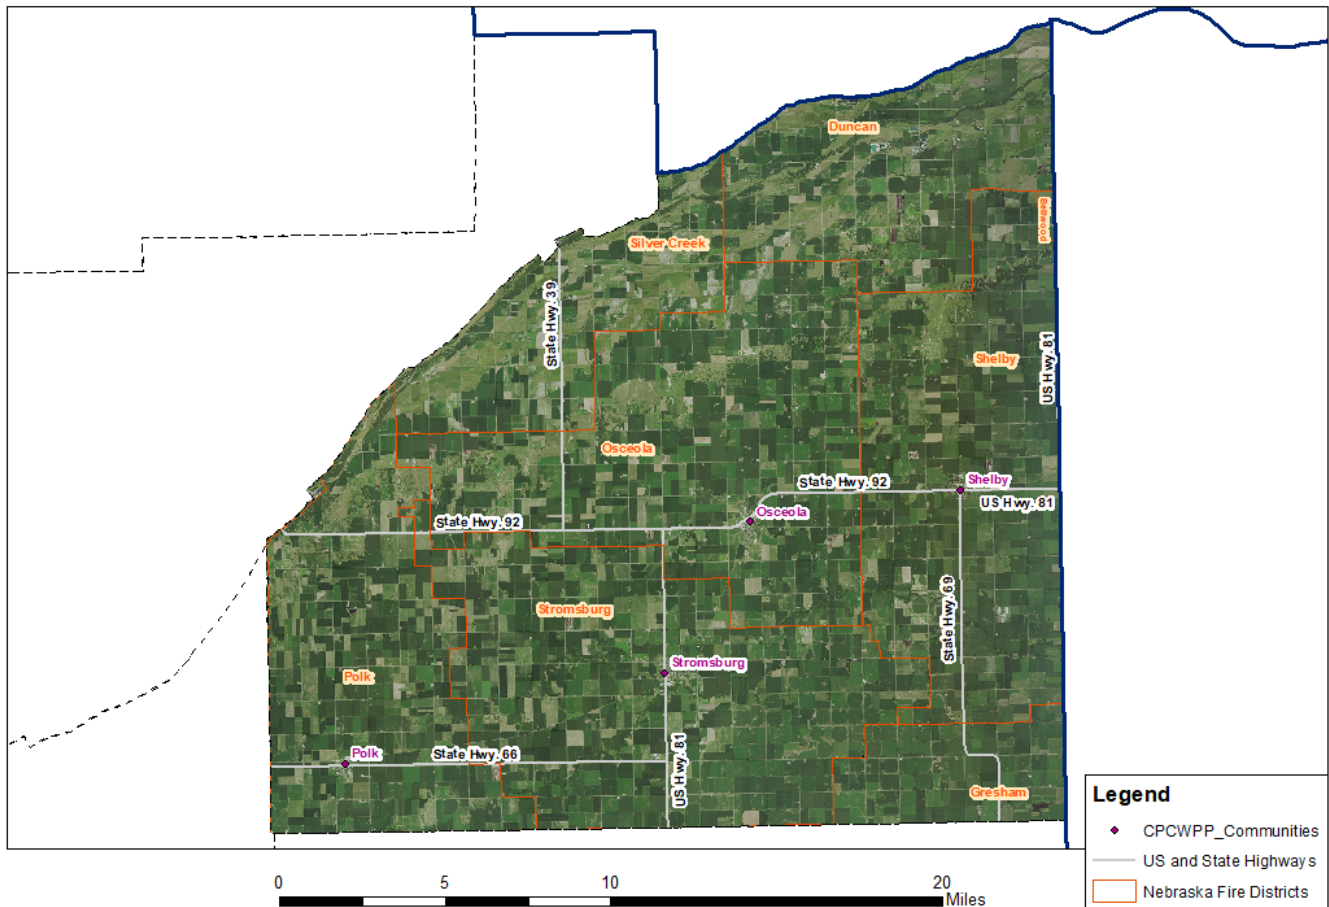 Duncan
Bellwood
Silver Creek
State Hwy. 39
US Hwy. 81
Shelby
Osceola
State Hwy. 92
Shelby
US Hwy. 81
State Hwy. 92
Osceola
State Hwy. 69
Stromsburg
Stromsburg
Polk
Polk
State Hwy. 66
US Hwy. 81
Gresham
Legend
CPCWPP_Communities
US and State Highways
Nebraska Fire Districts
0 5 10 20
Miles